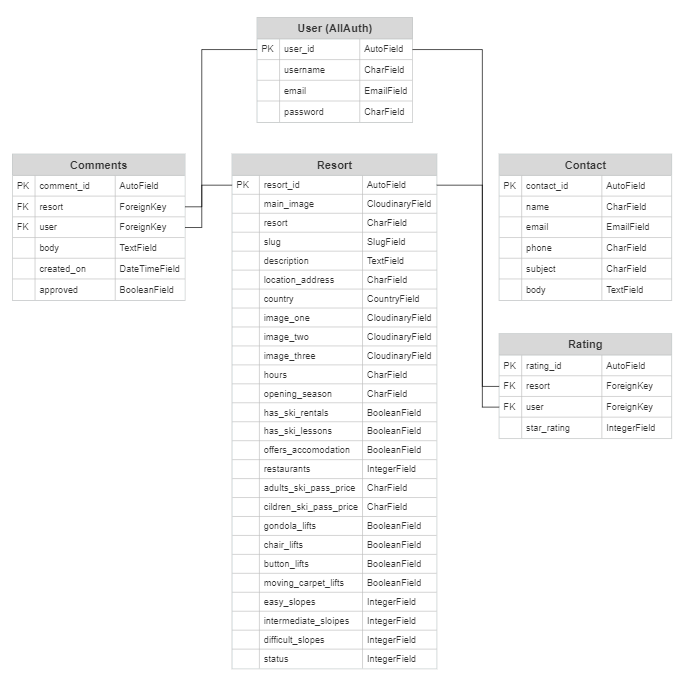 User (AllAuth)
PK user_id AutoField
username CharField
email EmailField
password CharField
Comments
PK comment_id AutoField
FK resort ForeignKey
FK user ForeignKey
body TextField
created_on DateTimeField
approved BooleanField
Resort
PK resort_id AutoField
main_image CloudinaryField
resort CharField
slug SlugField
description TextField
location_address CharField
country CountryField
image_one CloudinaryField
image_two CloudinaryField
image_three CloudinaryField
hours CharField
opening_season CharField
has_ski_rentals BooleanField
has_ski_lessons BooleanField
offers_accomodation BooleanField
restaurants IntegerField
adults_ski_pass_price CharField
cildren_ski_pass_price CharField
gondola_lifts BooleanField
chair_lifts BooleanField
button_lifts BooleanField
moving_carpet_lifts BooleanField
easy_slopes IntegerField
intermediate_sloipes IntegerField
difficult_slopes IntegerField
status IntegerField
Contact
PK contact_id AutoField
name CharField
email EmailField
phone CharField
subject CharField
body TextField
Rating
PK rating_id AutoField
FK resort ForeignKey
FK user ForeignKey
star_rating IntegerField